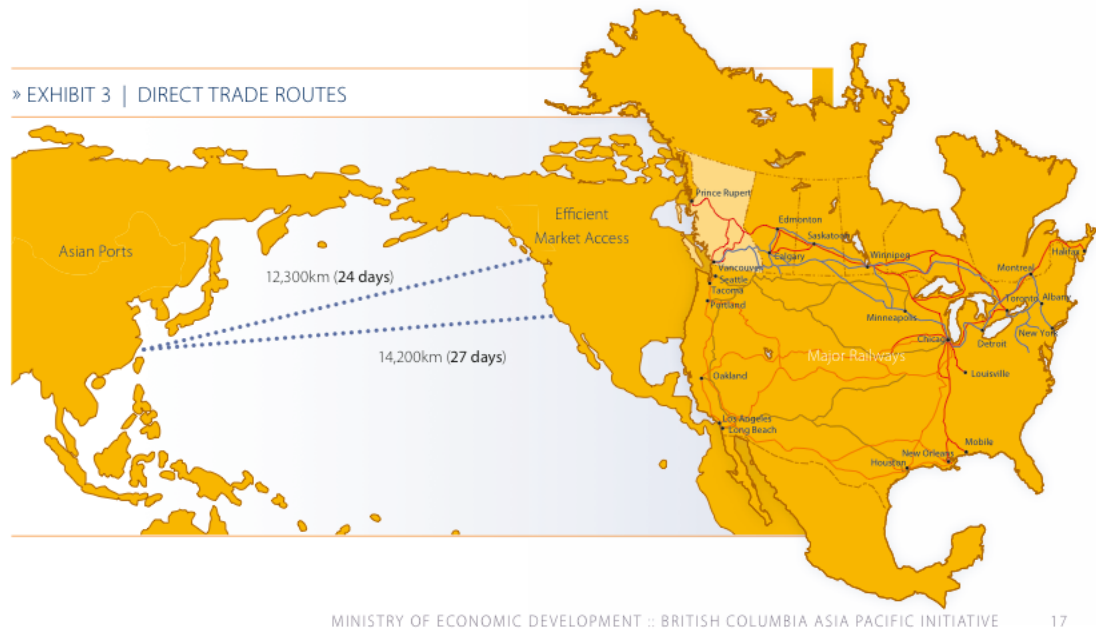 » EXHIBIT 3 | DIRECT TRADE ROUTES
Asian Ports
Efficient
Market Access
12,300km (24 days)
14,200km (27 days)
Prince Rupert
Edmonton
Saskatoon
Calgary
Winnipeg
Vancouver
Seattle
Tacoma
Portland
Minneapolis
Montreal
Halifax
Toronto
Albany
New York
Detroit
Chicago
Major Railways
Louisville
Oakland
Los Angeles
Long Beach
Mobile
New Orleans
Houston
MINISTRY OF ECONOMIC DEVELOPMENT :: BRITISH COLUMBIA ASIA PACIFIC INITIATIVE 17